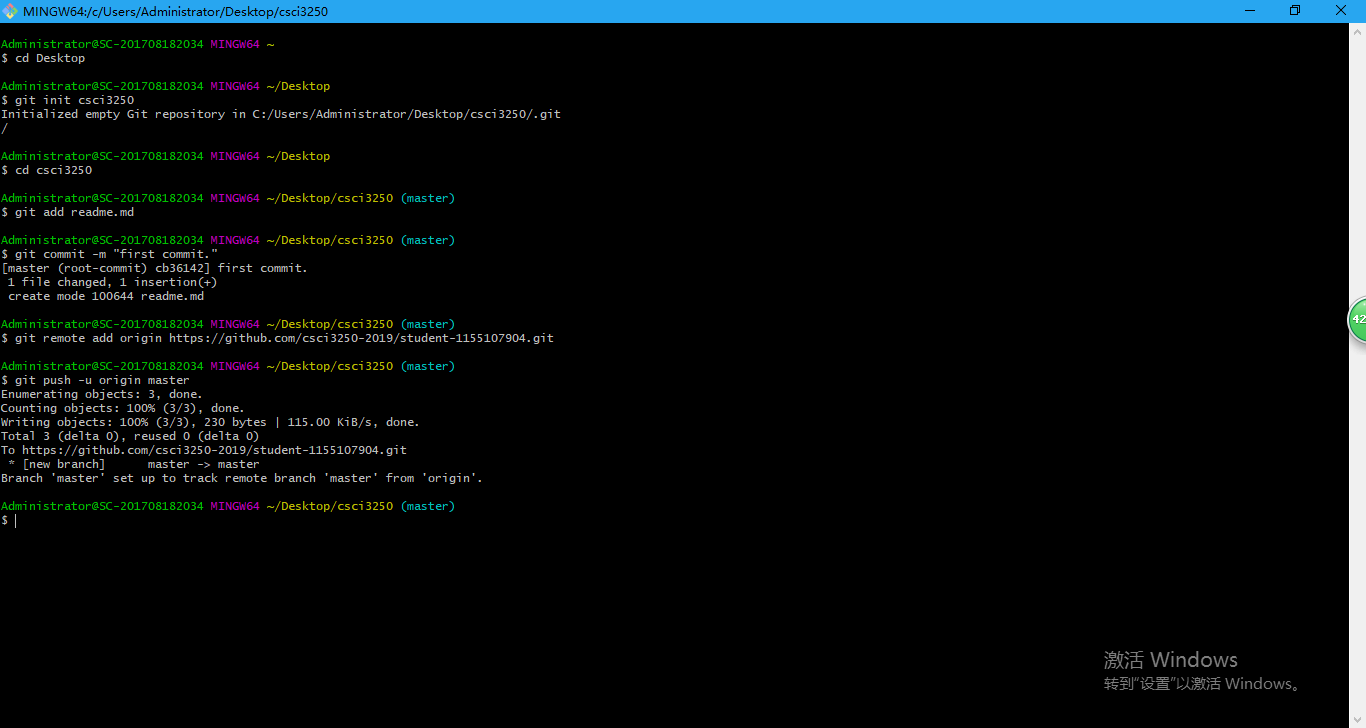 MINGW64:/c/Users/Administrator/Desktop/csci3250
Administrator@SC-201708182034 MINGW64 ~
$ cd Desktop
Administrator@SC-201708182034 MINGW64 ~/Desktop
$ git init csci3250
Initialized empty Git repository in C:/Users/Administrator/Desktop/csci3250/.git
/
Administrator@SC-201708182034 MINGW64 ~/Desktop
$ cd csci3250
Administrator@SC-201708182034 MINGW64 ~/Desktop/csci3250 (master)
$ git add readme.md
Administrator@SC-201708182034 MINGW64 ~/Desktop/csci3250 (master)
$ git commit -m "first commit."
[master (root-commit) cb36142] first commit.
 1 file changed, 1 insertion(+)
 create mode 100644 readme.md
Administrator@SC-201708182034 MINGW64 ~/Desktop/csci3250 (master)
$ git remote add origin https://github.com/csci3250-2019/student-1155107904.git
Administrator@SC-201708182034 MINGW64 ~/Desktop/csci3250 (master)
$ git push -u origin master
Enumerating objects: 3, done.
Counting objects: 100% (3/3), done.
Writing objects: 100% (3/3), 230 bytes | 115.00 KiB/s, done.
Total 3 (delta 0), reused 0 (delta 0)
To https://github.com/csci3250-2019/student-1155107904.git
 * [new branch]      master -> master
Branch 'master' set up to track remote branch 'master' from 'origin'.
Administrator@SC-201708182034 MINGW64 ~/Desktop/csci3250 (master)
$
42
激活 Windows
转到“设置”以激活 Windows。